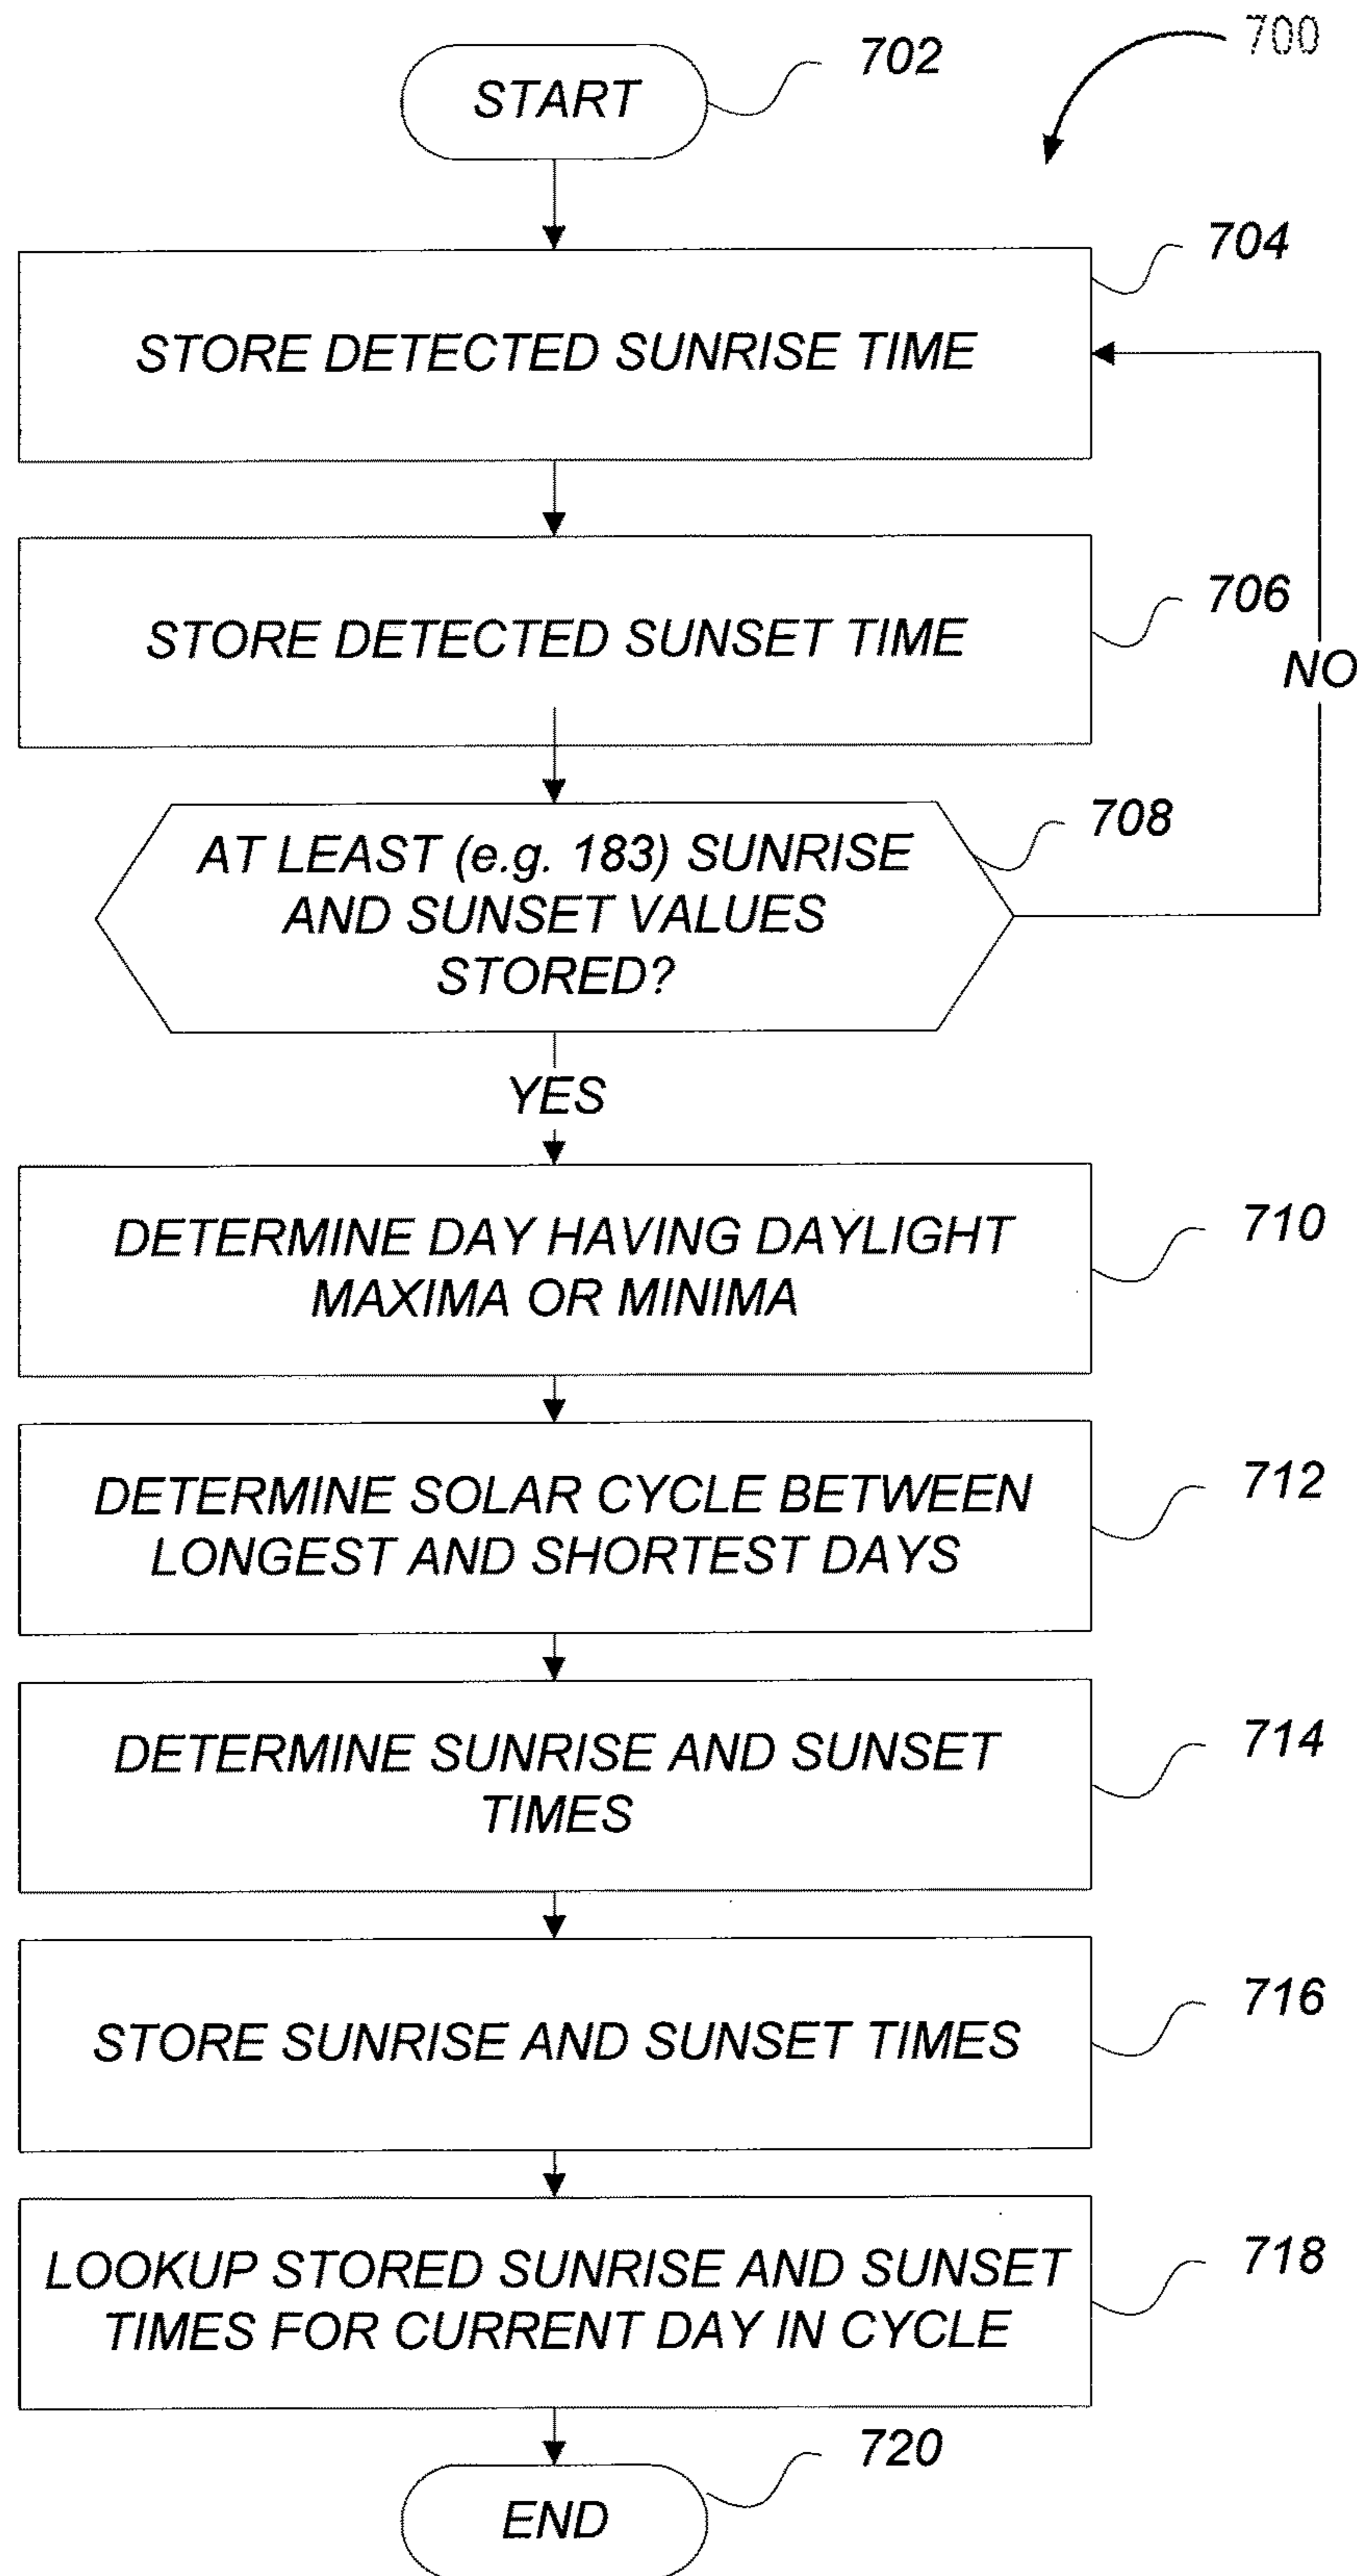 700
702
START
704
STORE DETECTED SUNRISE TIME
706
STORE DETECTED SUNSET TIME
NO
708
AT LEAST (e.g. 183) SUNRISE
AND SUNSET VALUES
STORED?
YES
710
DETERMINE DAY HAVING DAYLIGHT
MAXIMA OR MINIMA
712
DETERMINE SOLAR CYCLE BETWEEN
LONGEST AND SHORTEST DAYS
714
DETERMINE SUNRISE AND SUNSET
TIMES
716
STORE SUNRISE AND SUNSET TIMES
718
LOOKUP STORED SUNRISE AND SUNSET
TIMES FOR CURRENT DAY IN CYCLE
720
END